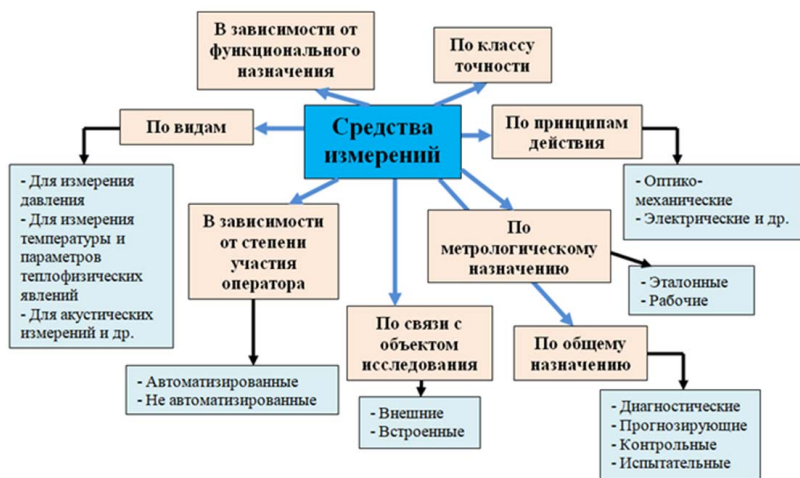 В зависимости от
функционального
назначения
По классу
точности
По видам
Средства
измерений
По принципам
действия
- Для измерения
давления
- Для измерения
температуры и
параметров
теплофизических
явлений
- Для акустических
измерений и др.
В зависимости
от степени
участия
оператора
По
метрологическому
назначению
- Оптико-
механические
- Электрические и др.
- Эталонные
- Рабочие
По связи с
объектом
исследования
По общему
назначению
- Автоматизированные
- Не автоматизированные
- Внешние
- Встроенные
- Диагностические
- Прогнозирующие
- Контрольные
- Испытательные